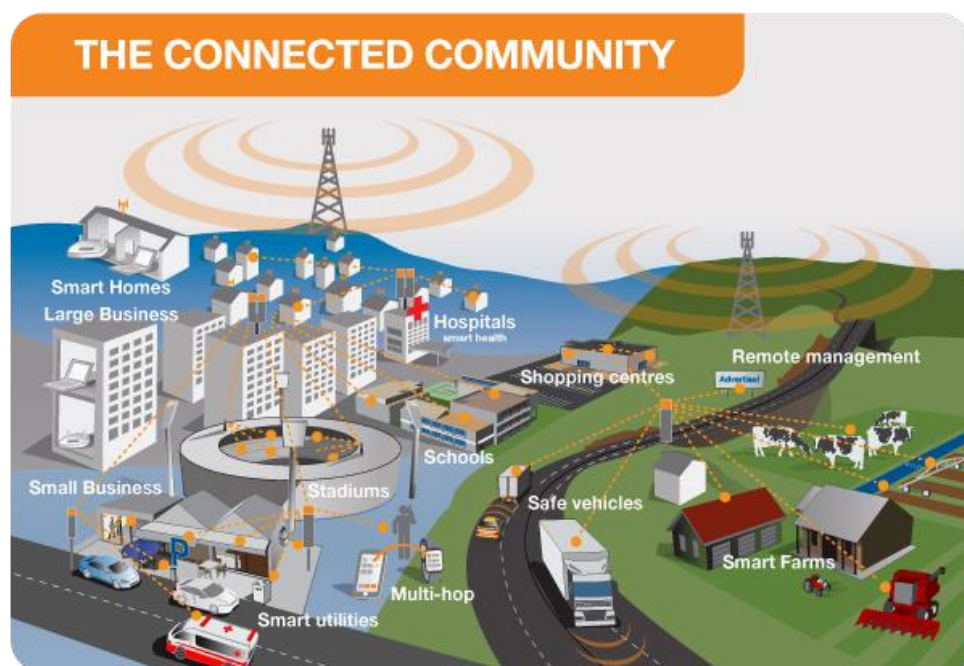 THE CONNECTED COMMUNITY
Smart Homes
Large Business
Hospitals
smart health
Shopping centres
Remote management
Advertise!
Schools
Small Business
Stadiums
Safe vehicles
P
Smart Farms
Multi-hop
Smart utilities